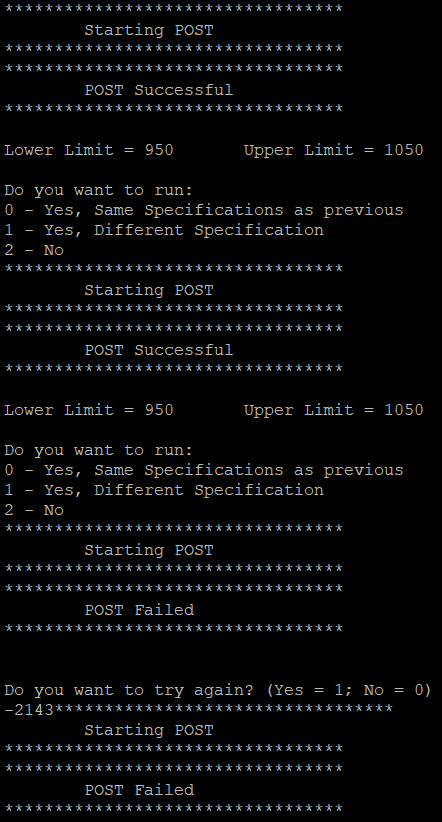 **********************************
        Starting POST
**********************************
**********************************
        POST Successful
**********************************
Lower Limit = 950       Upper Limit = 1050
Do you want to run:
0 - Yes, Same Specifications as previous
1 - Yes, Different Specification
2 - No
**********************************
        Starting POST
**********************************
**********************************
        POST Successful
**********************************
Lower Limit = 950       Upper Limit = 1050
Do you want to run:
0 - Yes, Same Specifications as previous
1 - Yes, Different Specification
2 - No
**********************************
        Starting POST
**********************************
**********************************
        POST Failed
**********************************
Do you want to try again? (Yes = 1; No = 0)
-2143**********************************
        Starting POST
**********************************
**********************************
        POST Failed
**********************************